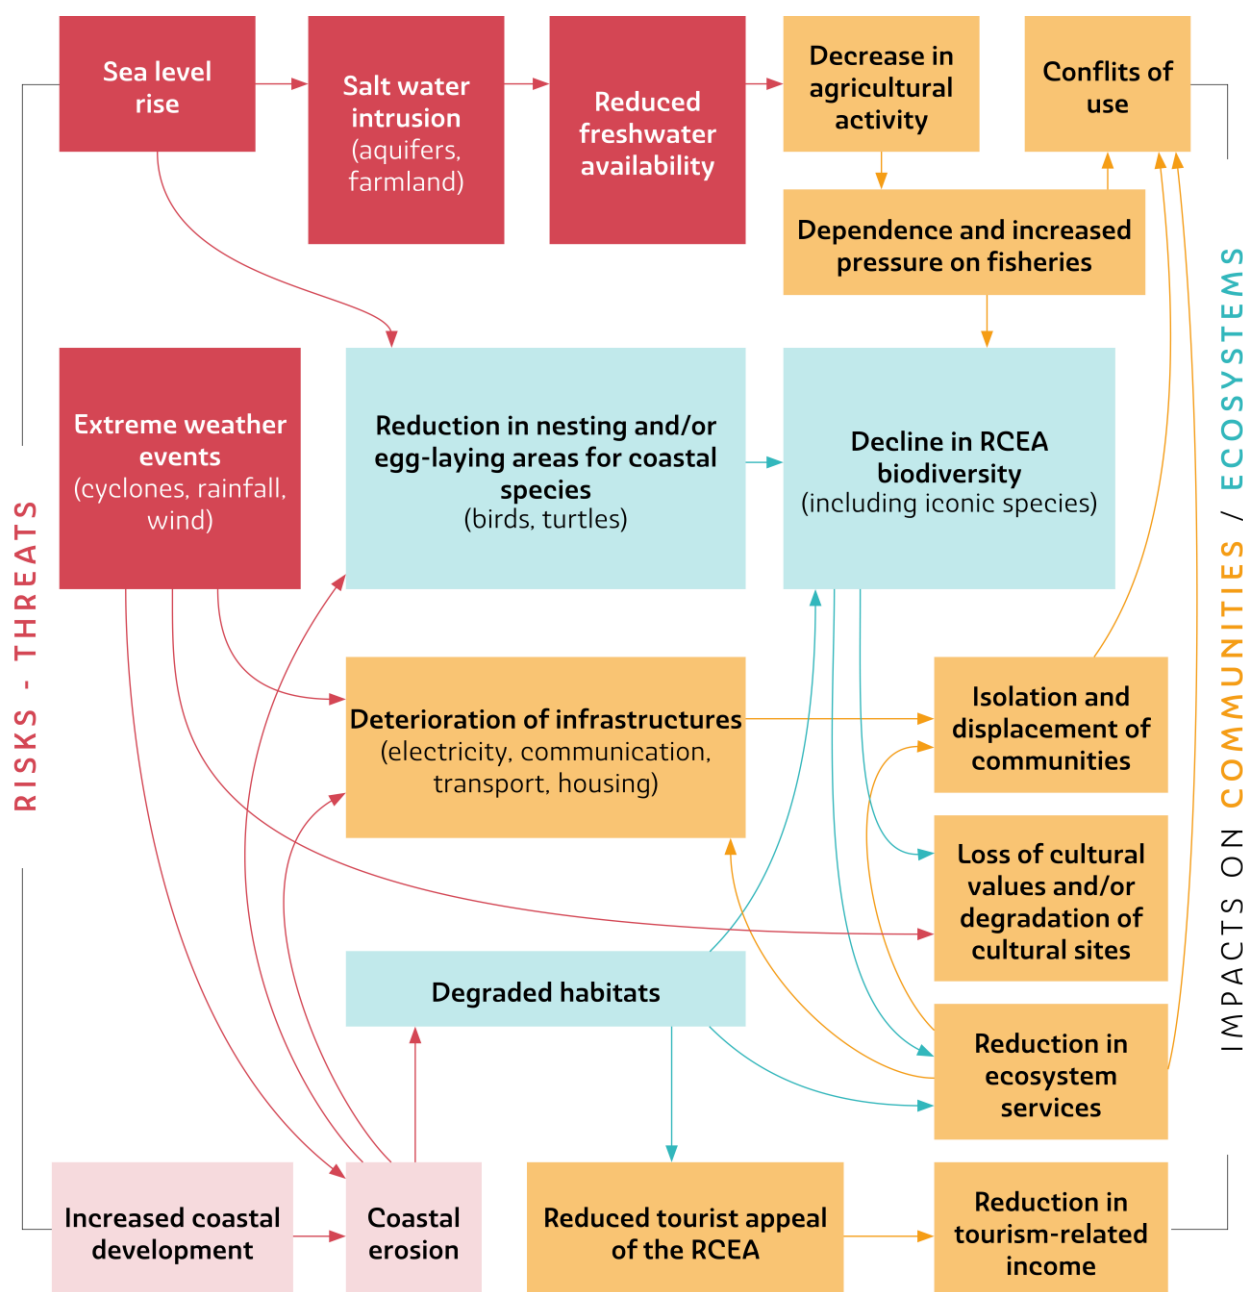 Sea level
rise
Salt water
intrusion
(aquifers,
farmland)
Reduced
freshwater
availability
Decrease in
agricultural
activity
Conflits of
use
Dependence and increased
pressure on fisheries
Extreme weather
events
(cyclones, rainfall,
wind)
Reduction in nesting and/or
egg-laying areas for coastal
species
(birds, turtles)
Decline in RCEA
biodiversity
(including iconic species)
Deterioration of infrastructures
(electricity, communication,
transport, housing)
Isolation and
displacement of
communities
Loss of cultural
values and/or
degradation of
cultural sites
Degraded habitats
Reduction in
ecosystem
services
Increased coastal
development
Coastal
erosion
Reduced tourist appeal
of the RCEA
Reduction in
tourism-related
income
RISKS - THREATS
IMPACTS ON COMMUNITIES / ECOSYSTEMS